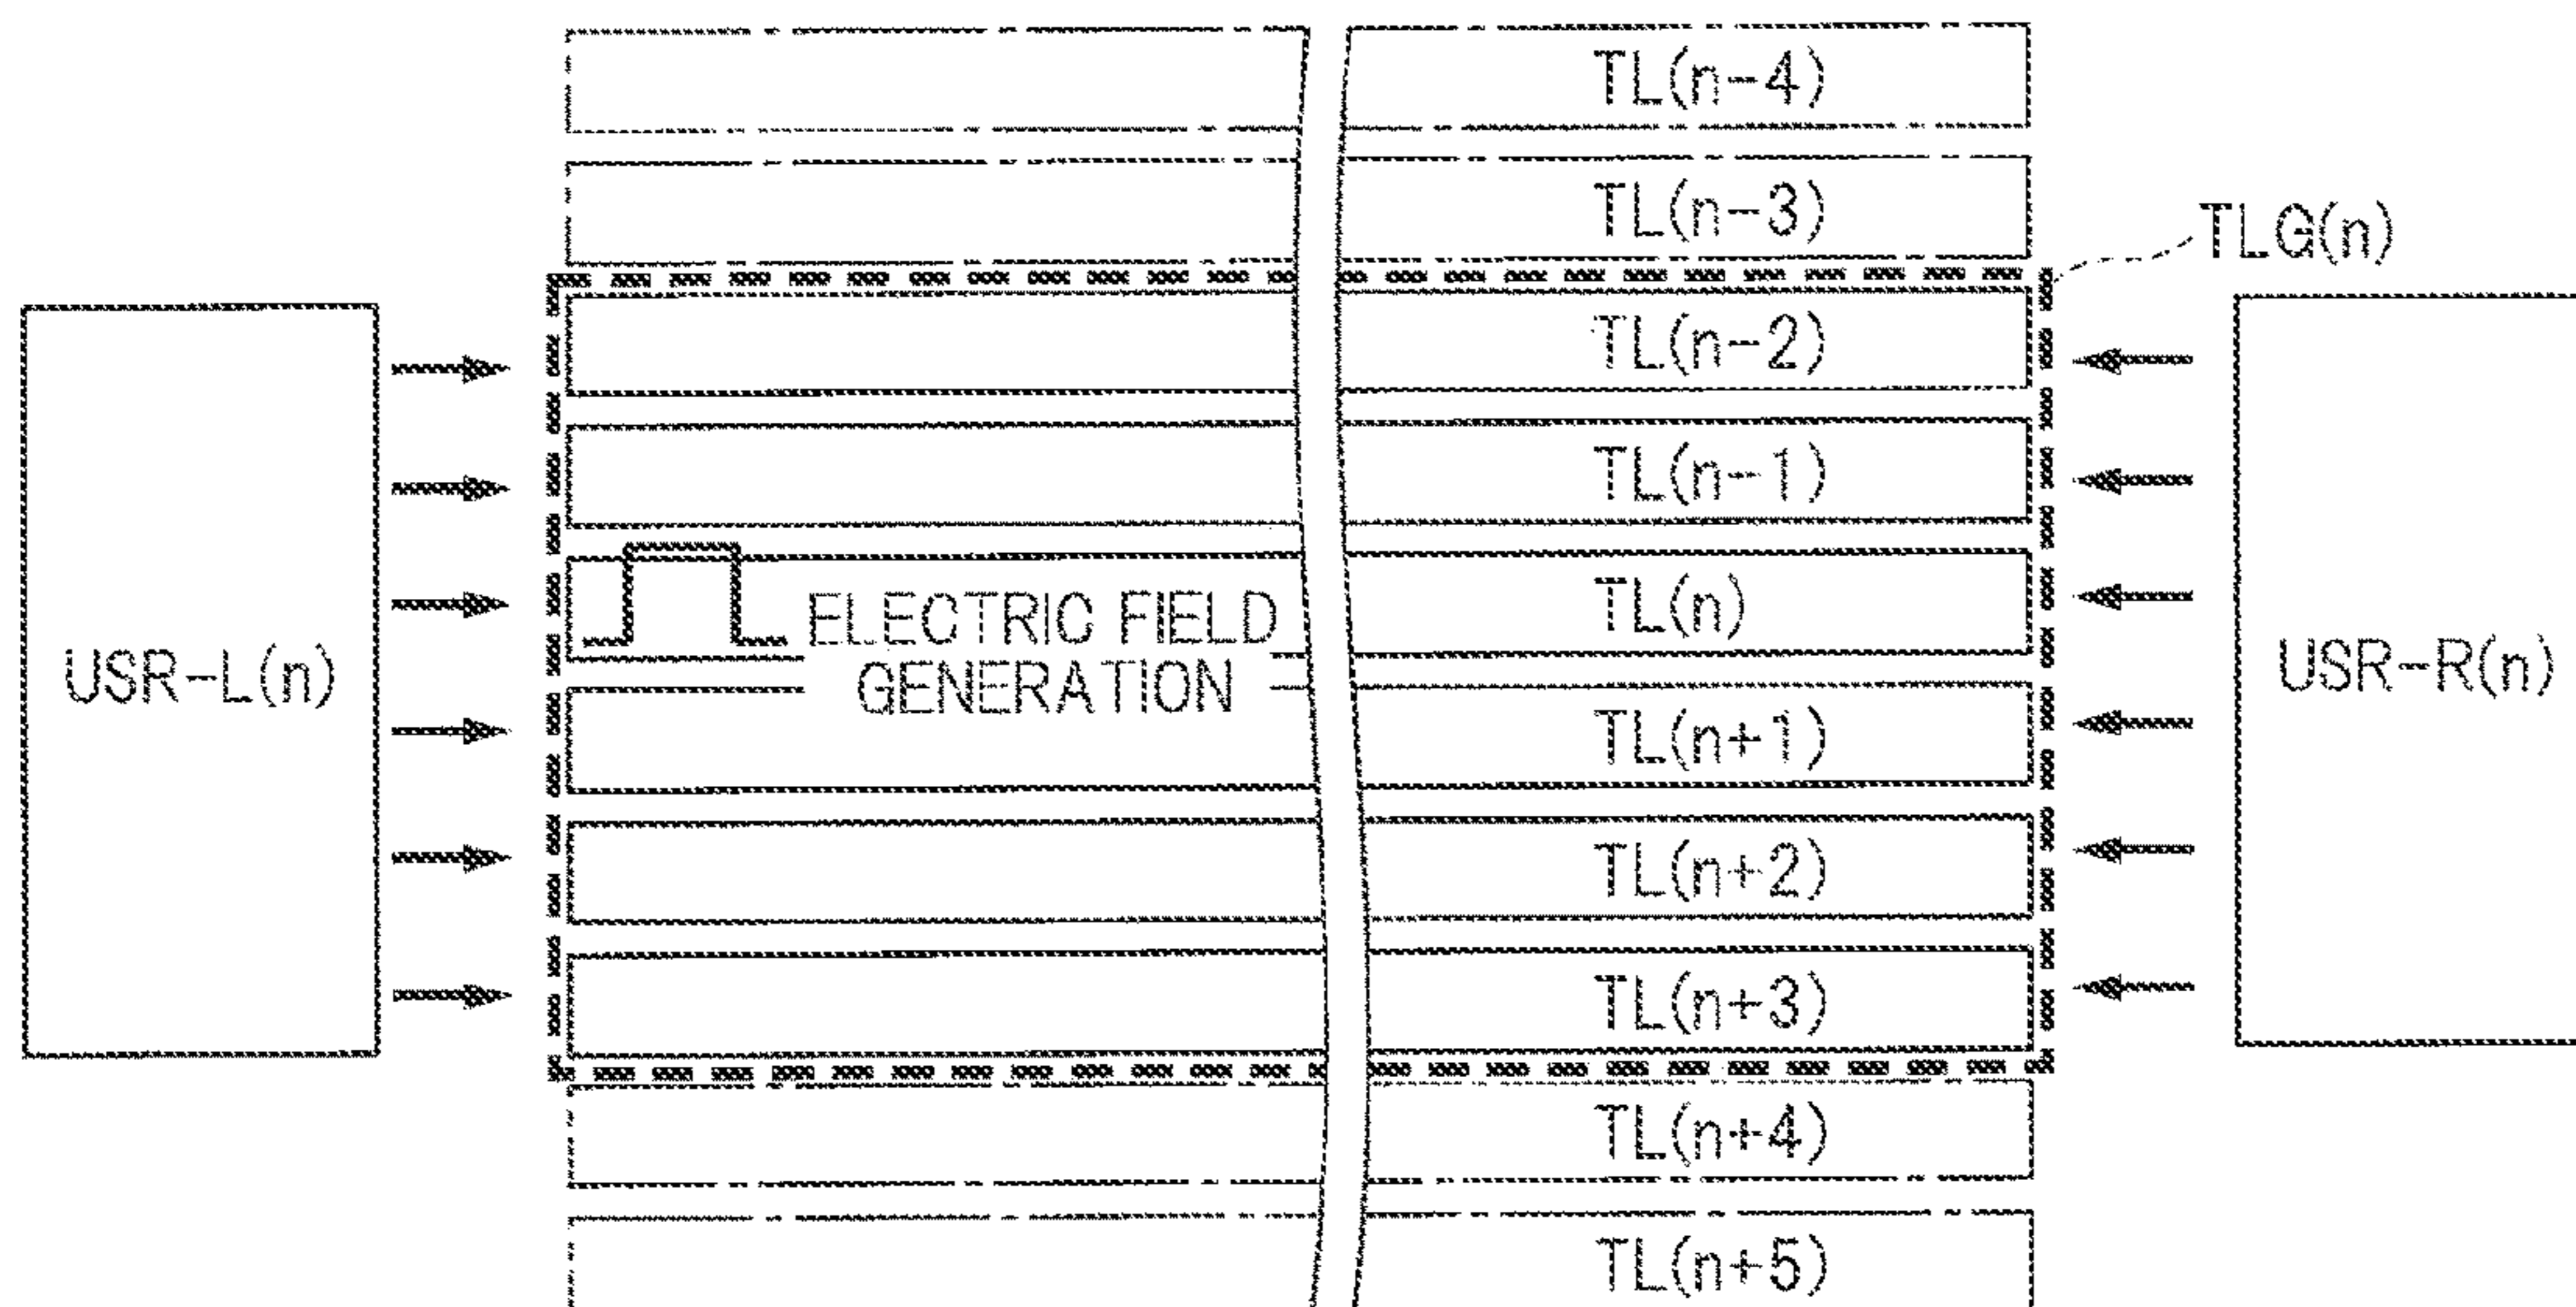 TL(n-4)
TL(n-3)
TLG(n)
TL(n-2)
TL(n-1)
ELECTRIC FIELD
GENERATION
TL(n)
USR-L(n)
USR-R(n)
TL(n+1)
TL(n+2)
TL(n+3)
TL(n+4)
TL(n+5)